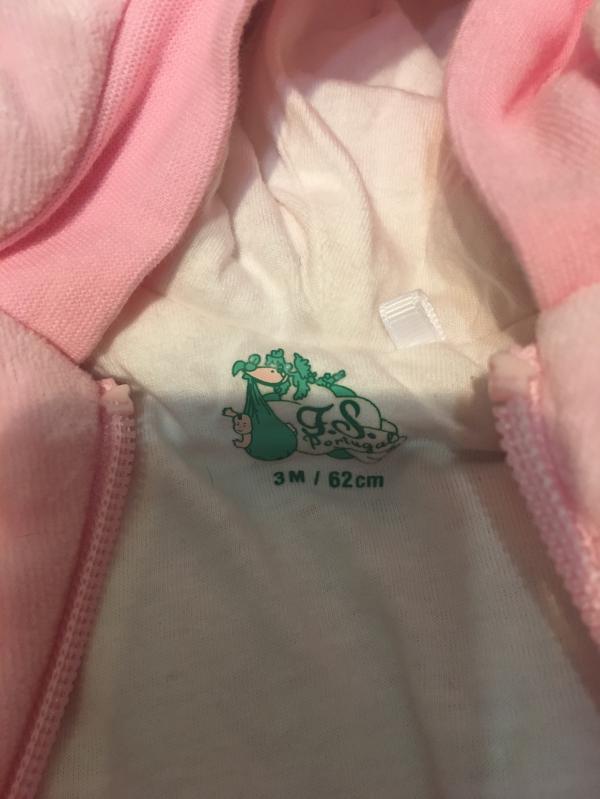 F.S.
Portugal
3M / 62cm